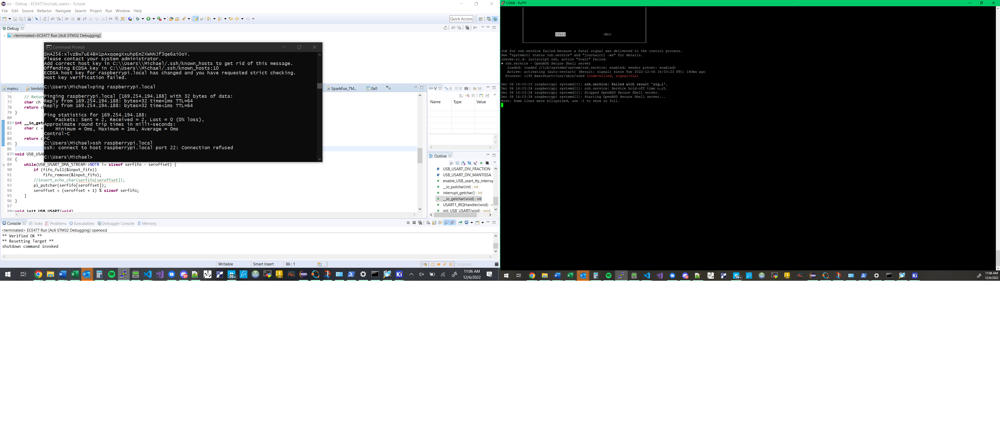 src - Debug - ECE477/src/usb_usart.c - Eclipse
File Edit Source Refactor Navigate Search Project Run Window Help
Quick Access
Debug
<terminated>ECE477 Run [Ac6 STM32 Debugging]
Command Prompt
SHA256:xlvzBw7uE4BH1pAxqqegXxuhpEm2XWNNJf3qe6aiOoY.
Please contact your system administrator.
Add correct host key in C:\\Users\\Michael/.ssh/known_hosts to get rid of this message.
Offending ECDSA key in C:\\Users\\Michael/.ssh/known_hosts:10
ECDSA host key for raspberrypi.local has changed and you have requested strict checking.
Host key verification failed.
C:\Users\Michael>ping raspberrypi.local
Pinging raspberrypi.local [169.254.194.188] with 32 bytes of data:
Reply from 169.254.194.188: bytes=32 time=1ms TTL=64
Reply from 169.254.194.188: bytes=32 time<1ms TTL=64
Ping statistics for 169.254.194.188:
Packets: Sent = 2, Received = 2, Lost = 0 (0% loss),
Approximate round trip times in milli-seconds:
Minimum = 0ms, Maximum = 1ms, Average = 0ms
Control-C
^C
C:\Users\Michael>ssh raspberrypi.local
ssh: connect to host raspberrypi.local port 22: Connection refused
C:\Users\Michael>
main.c lsm6ds SparkFun_TM... 0x0 »15
76 // Retur
77 char ch =
78 return ch
79 }
80
81 int __io_getc
82 char c =
83
84 return c
85 }
86
87 void USB_USAR
88 {
89 while(USB_USART_DMA_STREAM->NDTR != sizeof serfifo - seroffset) {
90 if (fifo_full(&input_fifo))
91 fifo_remove(&input_fifo);
92 //insert_echo_char(serfifo[seroffset]);
93 pi_putchar(serfifo[seroffset]);
94 seroffset = (seroffset + 1) % sizeof serfifo;
95 }
96 }
97
98 void init_USB_USART(void)
(x)= V B R I M
Name Type Value
Outline
# USB_USART_DIV_FRACTION
# USB_USART_DIV_MANTISSA
enable_USB_usart_tty_interrup
__io_putchar(int) : int
interrupt_getchar() : int
__io_getchar(void) : int
USART1_IRQHandler(void) : v
init_USB_USART(void) : void
Console Tasks Problems Executables Debugger Console Memory
<terminated> ECE477 Run [Ac6 STM32 Debugging] openocd
** Verified OK **
** Resetting Target **
shutdown command invoked
Writable Smart Insert 86 : 1 Stopped
99+ PRO Ki
11:06 AM
12/6/2022
COM6 - PuTTY
<Yes> <No>
Job for ssh.service failed because a fatal signal was delivered to the control process.
See "systemctl status ssh.service" and "journalctl -xe" for details.
invoke-rc.d: initscript ssh, action "start" failed.
● ssh.service - OpenBSD Secure Shell server
Loaded: loaded (/lib/systemd/system/ssh.service; enabled; vendor preset: enabled)
Active: activating (auto-restart) (Result: signal) since Tue 2022-12-06 16:03:23 UTC; 140ms ago
Process: 1198 ExecStart=/usr/sbin/sshd (code=killed, signal=ILL)
Dec 06 16:03:23 raspberrypi systemd[1]: ssh.service: Failed with result 'sig…l'.
Dec 06 16:03:24 raspberrypi systemd[1]: ssh.service: Service hold-off time o…rt.
Dec 06 16:03:24 raspberrypi systemd[1]: Stopped OpenBSD Secure Shell server.
Dec 06 16:03:24 raspberrypi systemd[1]: Starting OpenBSD Secure Shell server...
Hint: Some lines were ellipsized, use -l to show in full.
99+ PRO Ki
11:06 AM
12/6/2022